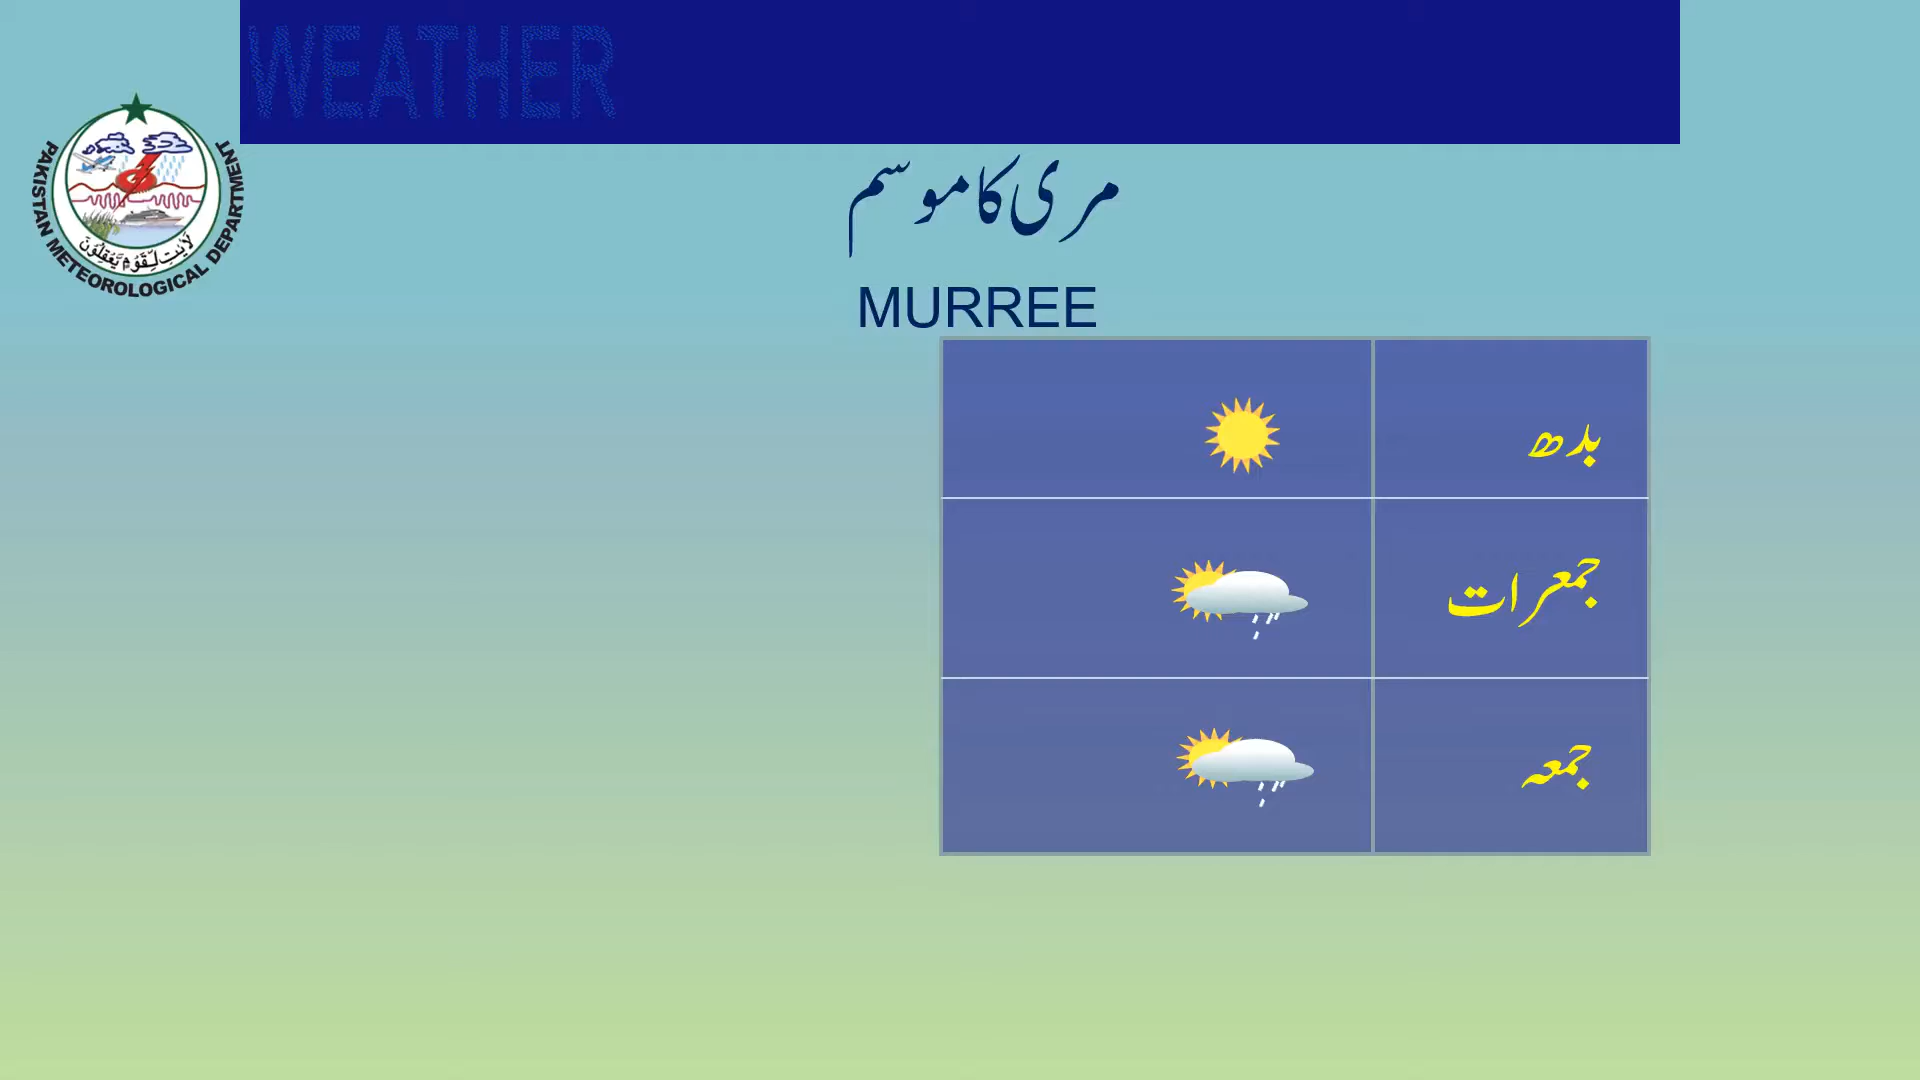 WEATHER
PAKISTAN METEOROLOGICAL DEPARTMENT
لَاٰيٰتٍ لِّقَوْمٍ يَّعْقِلُوْنَ
مری کا موسم
MURREE
بدھ
جمعرات
جمعہ